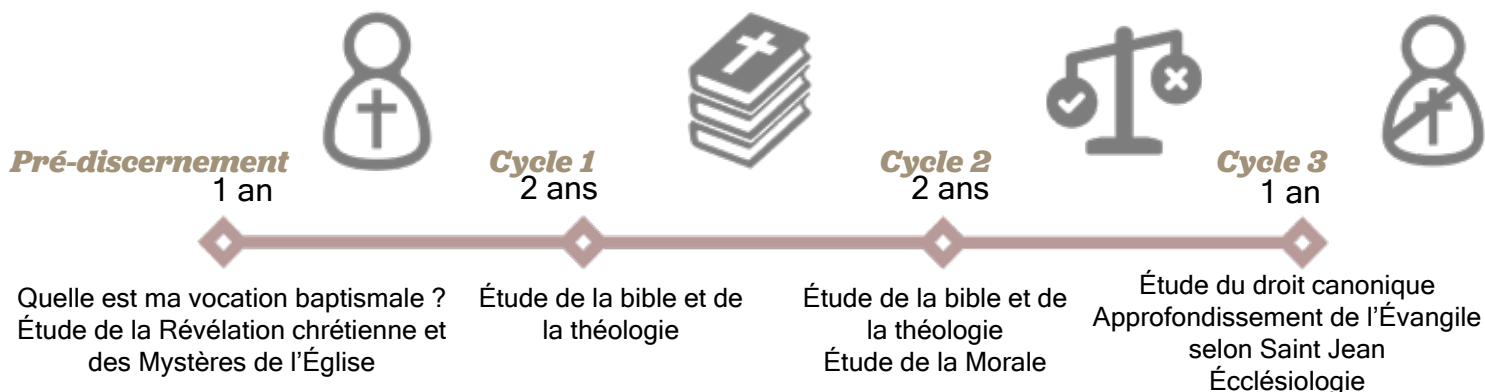 Pré-discernement
1 an
Quelle est ma vocation baptismale ?
Étude de la Révélation chrétienne et
des Mystères de l'Église
Cycle 1
2 ans
Étude de la bible et de
la théologie
Cycle 2
2 ans
Étude de la bible et de
la théologie
Étude de la Morale
Cycle 3
1 an
Étude du droit canonique
Approfondissement de l'Évangile
selon Saint Jean
Écclésiologie